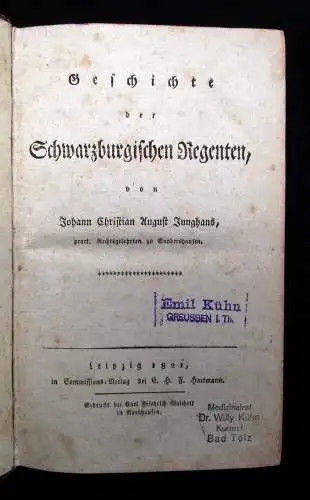 Geschichte
der
Schwarzburgischen Regenten,
von
Johann Christian August Junghans,
pract. Rechtsgelehrten zu Sondershausen.
Emil Kühn
GREUSSEN i. Th.
Leipzig 1821,
in Commissions-Verlag bei C. H. F. Hartmann.
Gedruckt bei Carl Friedrich
in Nordhausen.
Medizinalrat
Dr. Willy Kühn
Kurarzt
Bad Tölz